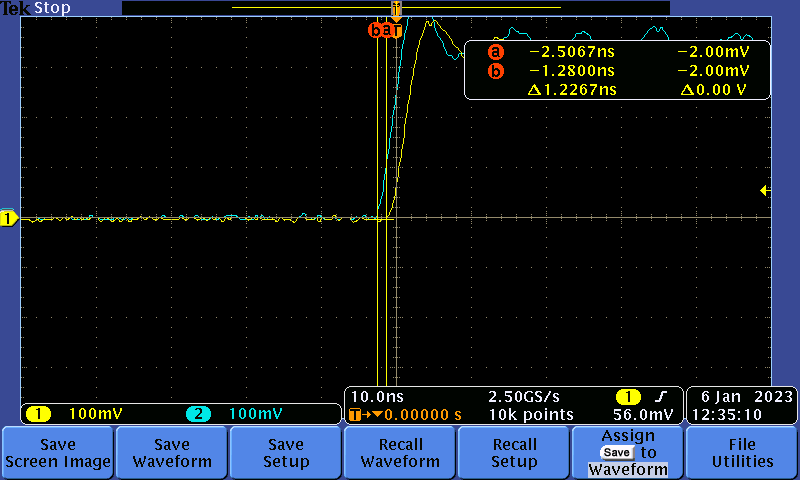 Tek Stop
T
b a T
a −2.5067ns −2.00mV
b −1.2800ns −2.00mV
Δ1.2267ns Δ0.00 V
1
1 100mV 2 100mV
10.0ns 2.50GS/s 1
T→▼0.00000 s 10k points 56.0mV
6 Jan 2023
12:35:10
Save
Screen Image
Save
Waveform
Save
Setup
Recall
Waveform
Recall
Setup
Assign
Save to
Waveform
File
Utilities